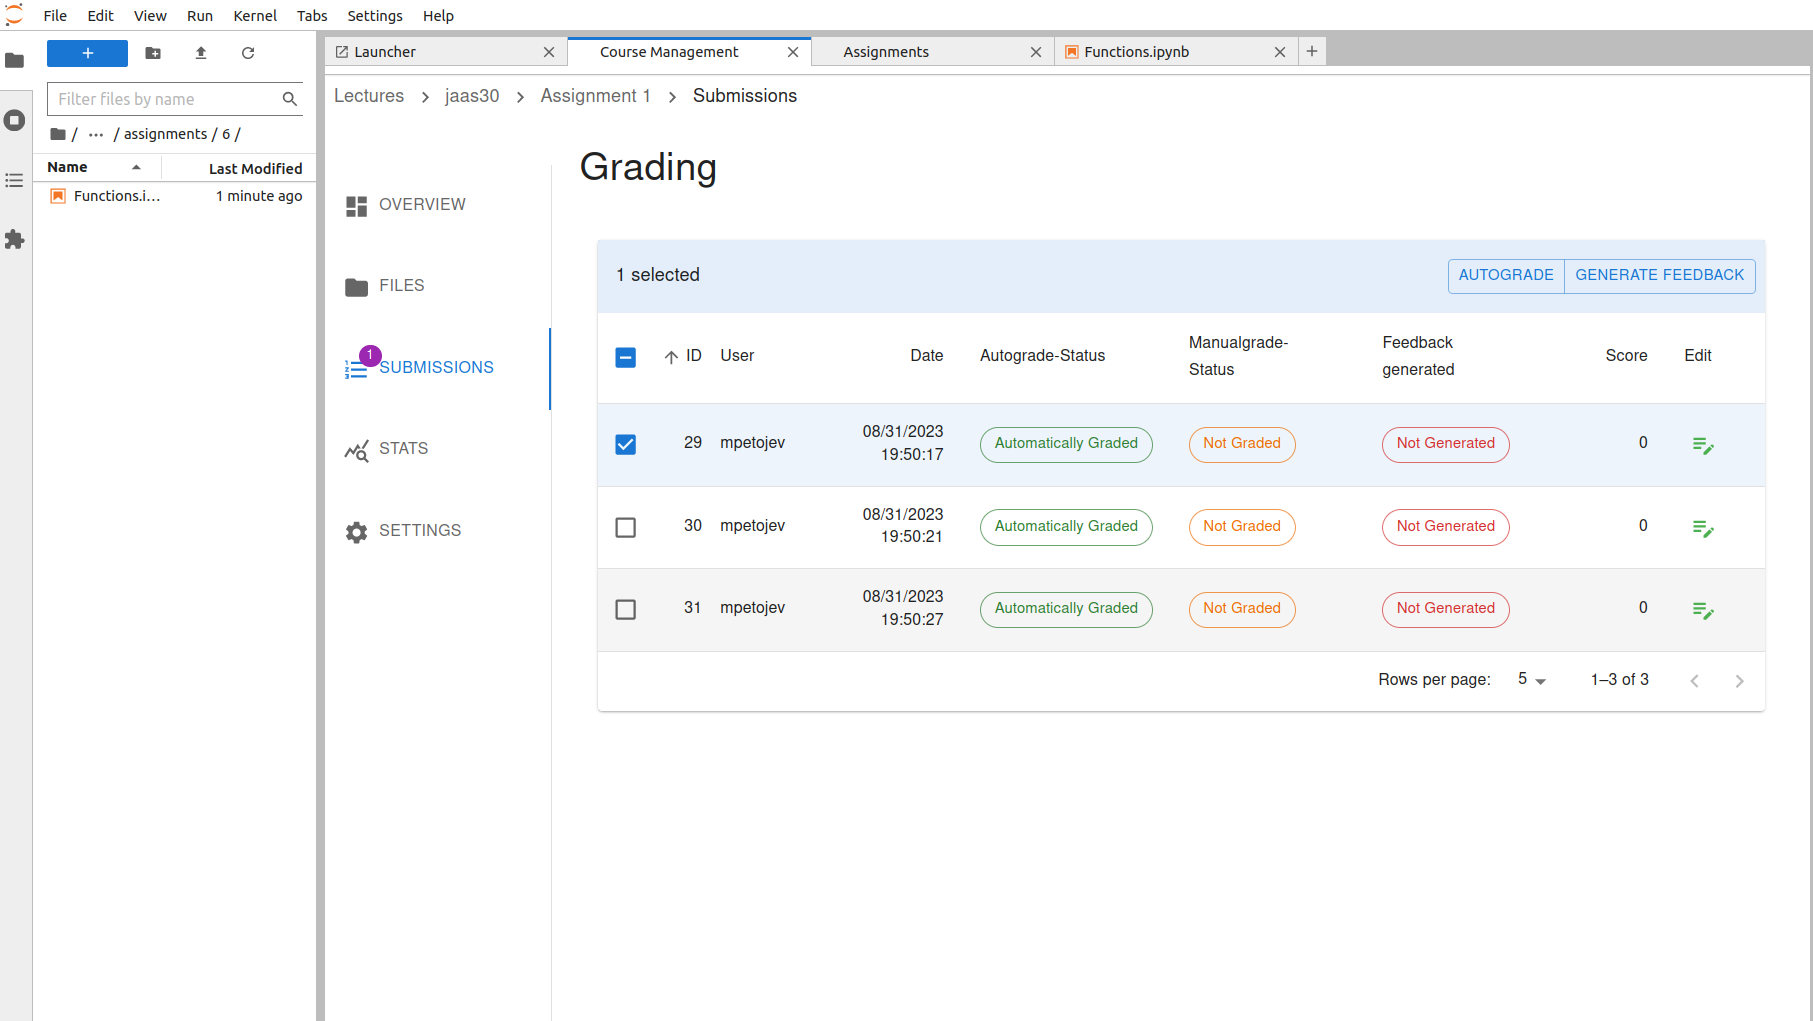 File Edit View Run Kernel Tabs Settings Help
Launcher
Course Management
Assignments
Functions.ipynb
Filter files by name
/ ··· / assignments / 6 /
Name Last Modified
Functions.i… 1 minute ago
Lectures > jaas30 > Assignment 1 > Submissions
OVERVIEW
FILES
1
SUBMISSIONS
STATS
SETTINGS
Grading
1 selected AUTOGRADE GENERATE FEEDBACK
ID User Date Autograde-Status Manualgrade-Status Feedback generated Score Edit
29 mpetojev 08/31/2023 19:50:17 Automatically Graded Not Graded Not Generated 0
30 mpetojev 08/31/2023 19:50:21 Automatically Graded Not Graded Not Generated 0
31 mpetojev 08/31/2023 19:50:27 Automatically Graded Not Graded Not Generated 0
Rows per page: 5 1–3 of 3